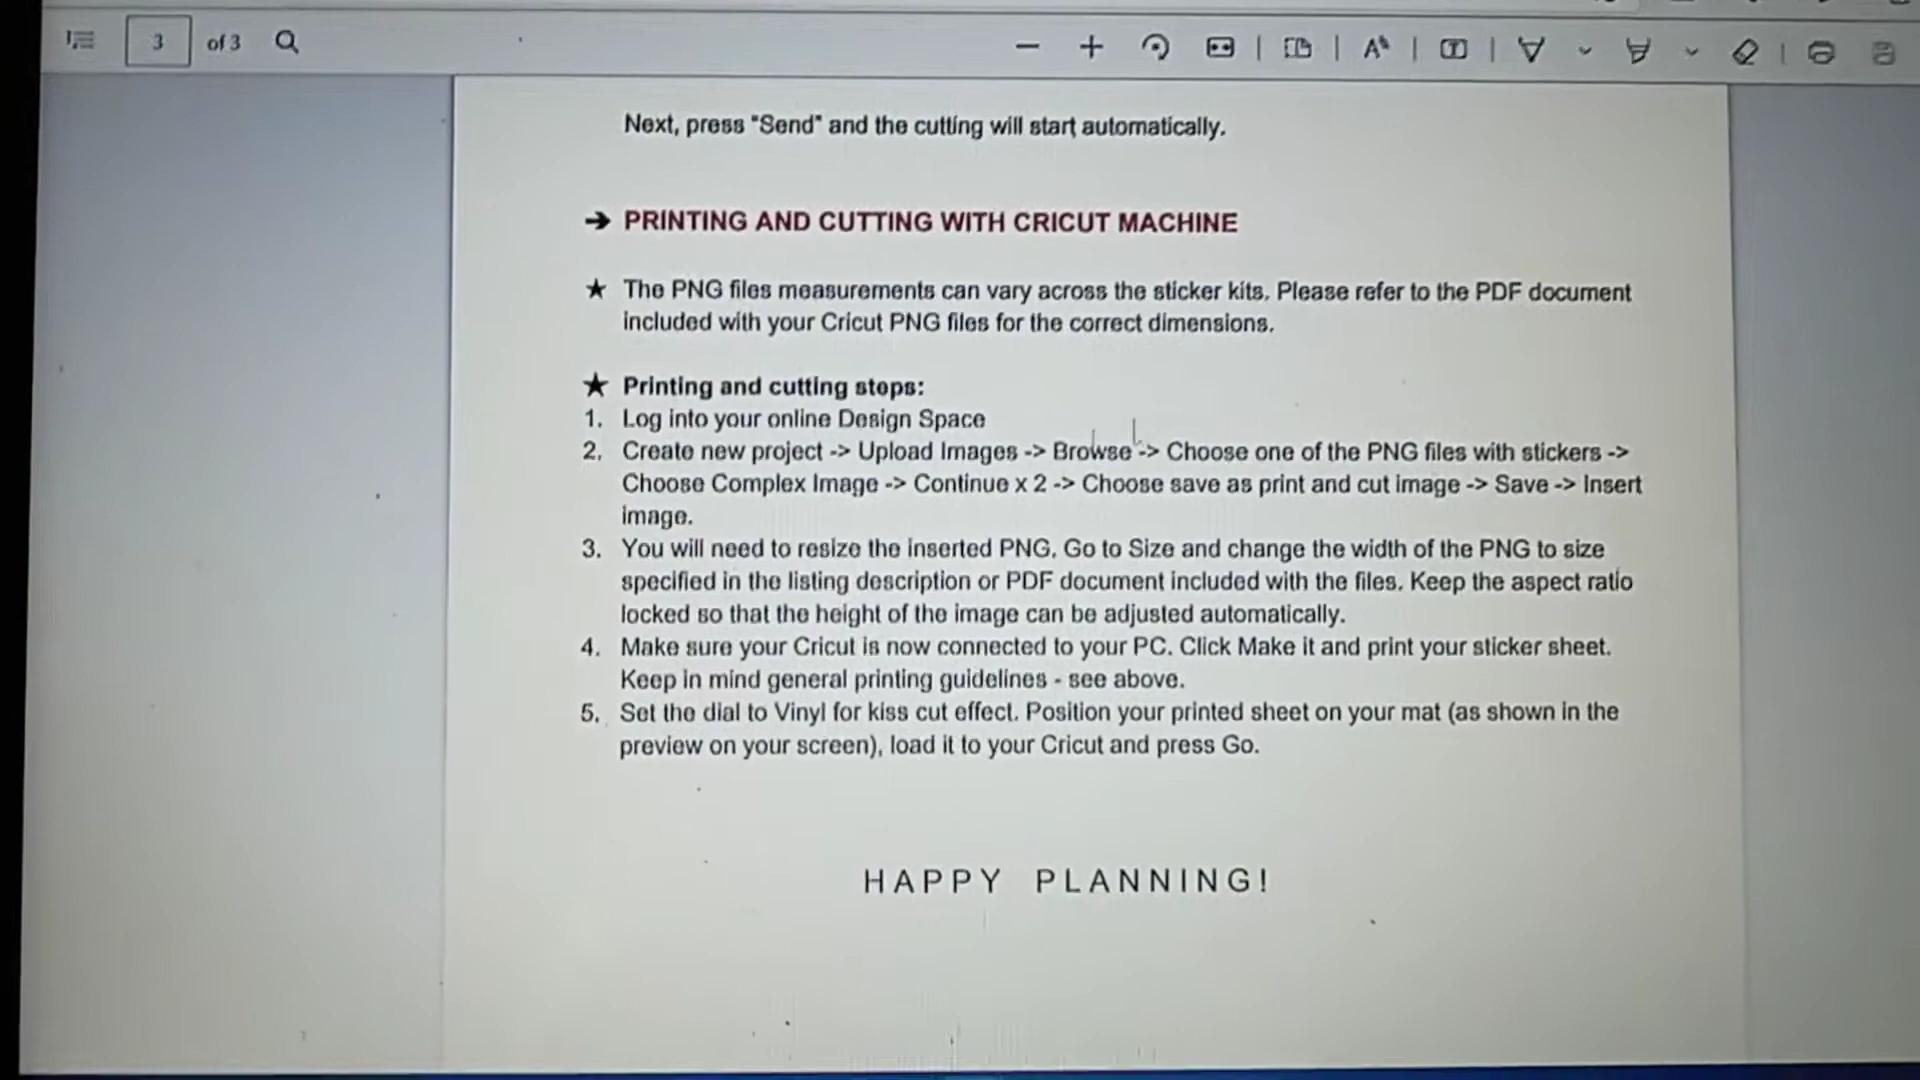 3 of 3
Next, press "Send" and the cutting will start automatically.
➔ PRINTING AND CUTTING WITH CRICUT MACHINE
★ The PNG files measurements can vary across the sticker kits. Please refer to the PDF document
included with your Cricut PNG files for the correct dimensions.
★ Printing and cutting steps:
1. Log into your online Design Space
2. Create new project -> Upload Images -> Browse -> Choose one of the PNG files with stickers ->
Choose Complex Image -> Continue x 2 -> Choose save as print and cut image -> Save -> Insert
image.
3. You will need to resize the inserted PNG. Go to Size and change the width of the PNG to size
specified in the listing description or PDF document included with the files. Keep the aspect ratio
locked so that the height of the image can be adjusted automatically.
4. Make sure your Cricut is now connected to your PC. Click Make it and print your sticker sheet.
Keep in mind general printing guidelines - see above.
5. Set the dial to Vinyl for kiss cut effect. Position your printed sheet on your mat (as shown in the
preview on your screen), load it to your Cricut and press Go.
HAPPY PLANNING!